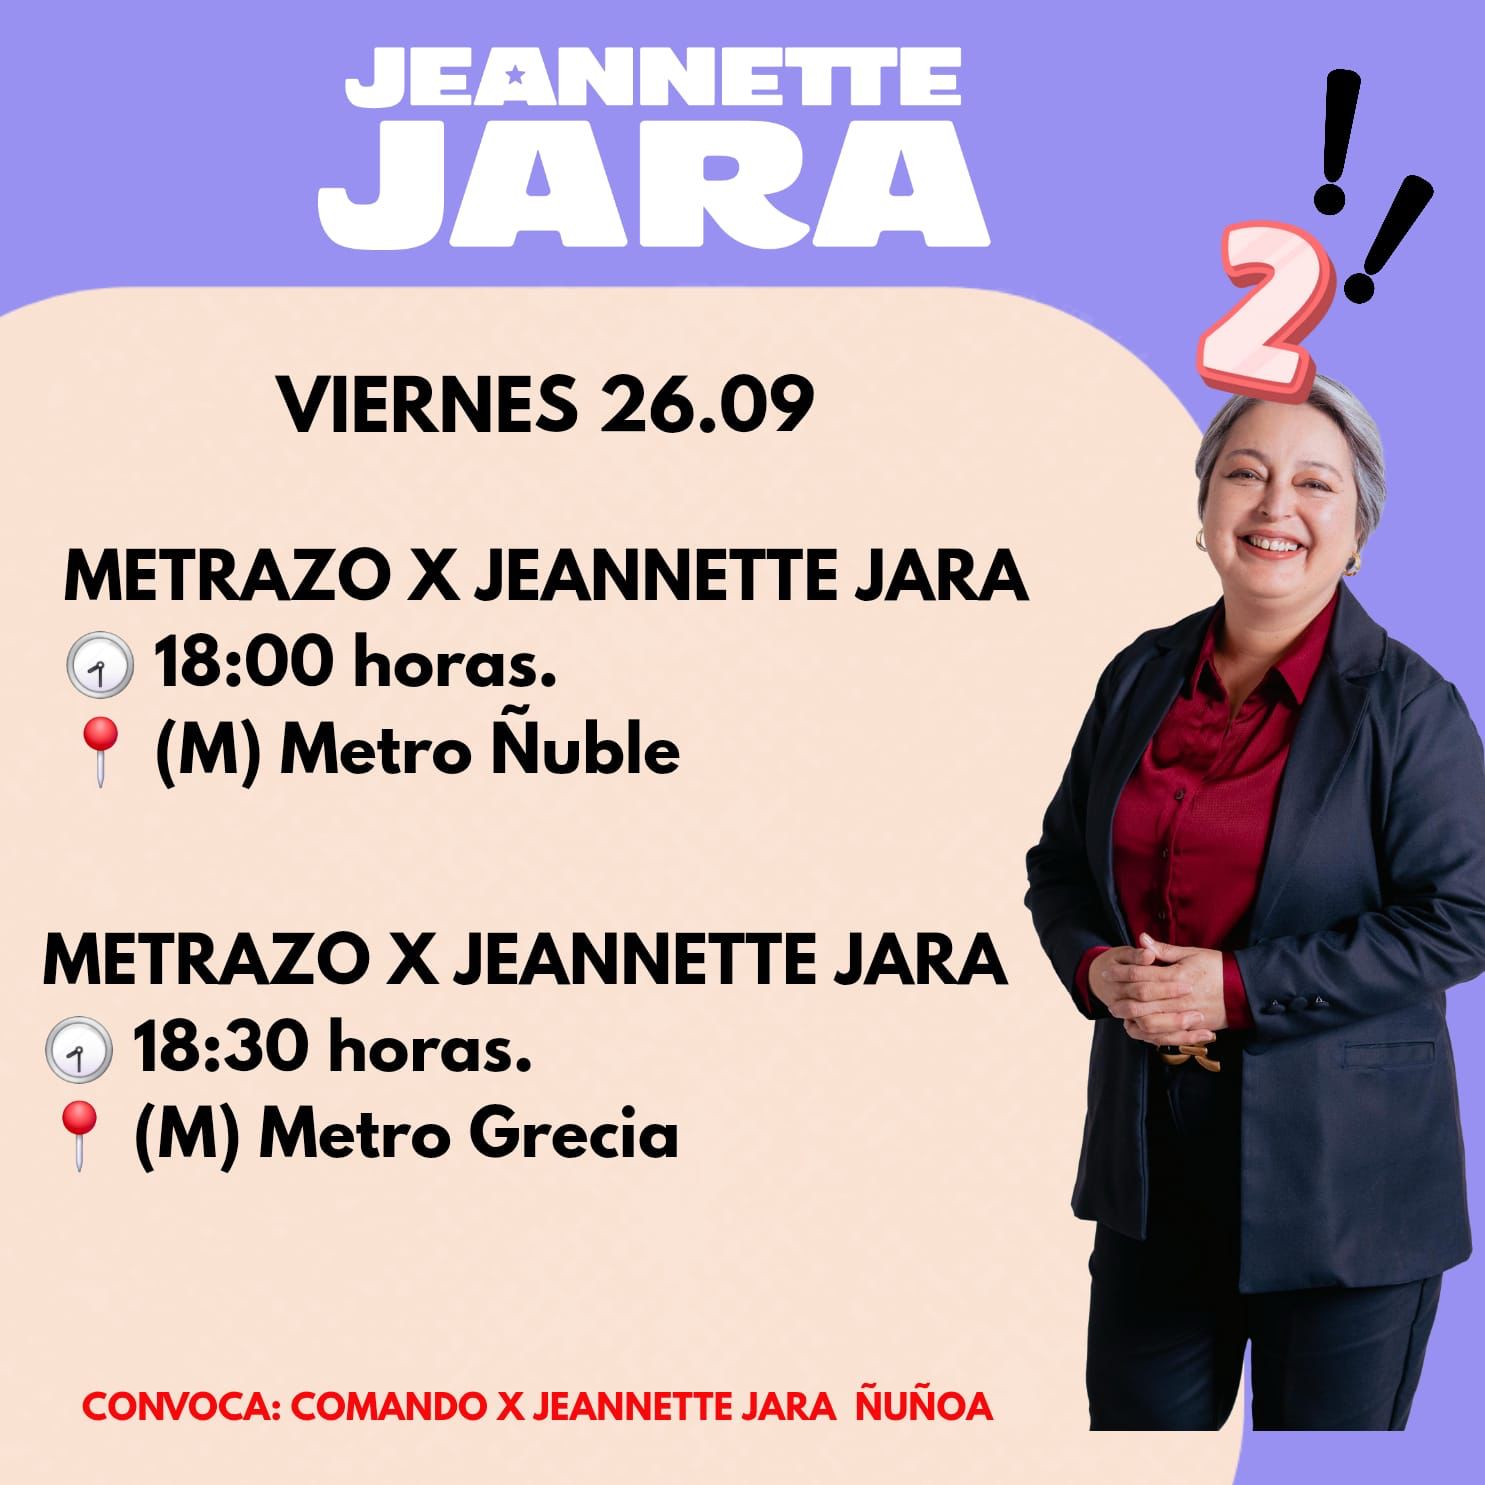 JEANNETTE
JARA
2
VIERNES 26.09
METRAZO X JEANNETTE JARA
18:00 horas.
(M) Metro Ñuble
METRAZO X JEANNETTE JARA
18:30 horas.
(M) Metro Grecia
CONVOCA: COMANDO X JEANNETTE JARA ÑUÑOA